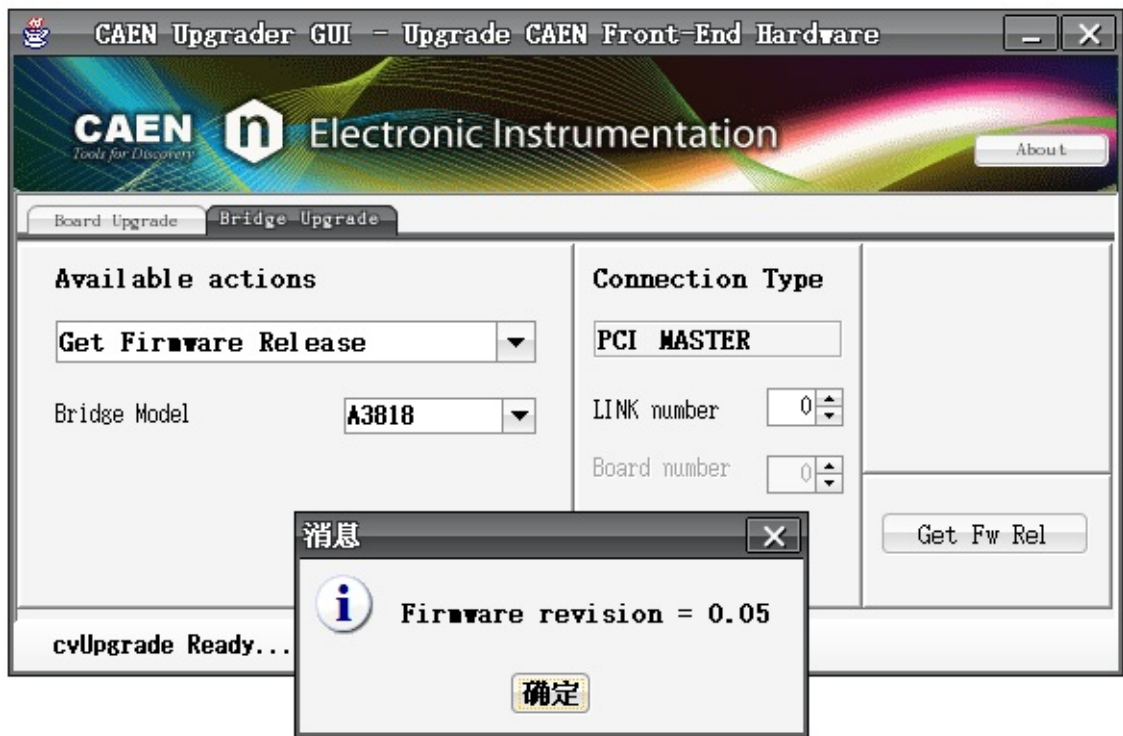 CAEN Upgrader GUI - Upgrade CAEN Front-End Hardware
CAEN n Electronic Instrumentation
Tools for Discovery
About
Board Upgrade Bridge Upgrade
Available actions
Get Firmware Release
Bridge Model A3818
Connection Type
PCI MASTER
LINK number 0
Board number 0
Get Fw Rel
消息
i Firmware revision = 0.05
确定
cvUpgrade Ready...